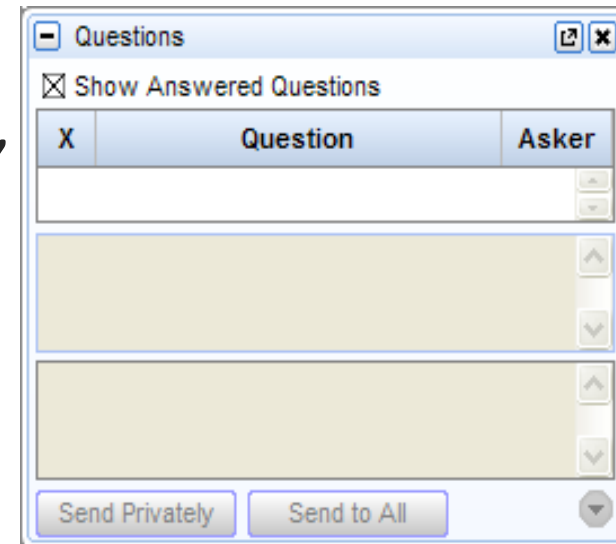 Questions
Show Answered Questions
X Question Asker
Send Privately Send to All